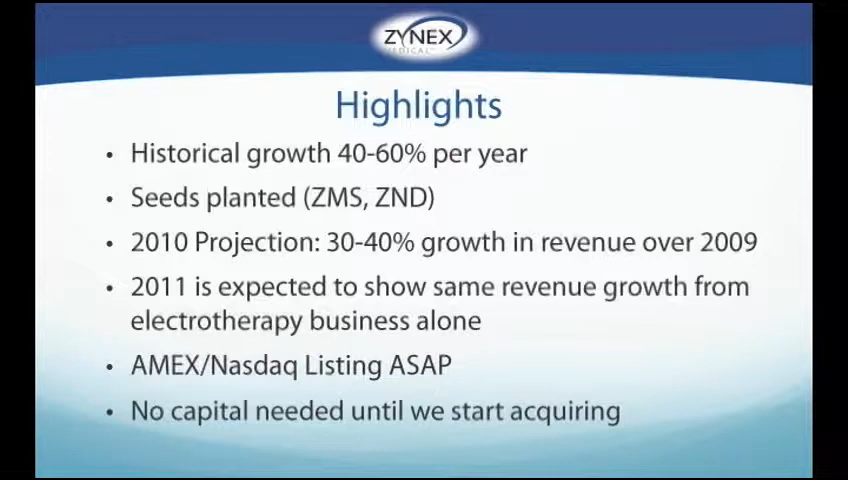 ZYNEX
MEDICAL
Highlights
• Historical growth 40-60% per year
• Seeds planted (ZMS, ZND)
• 2010 Projection: 30-40% growth in revenue over 2009
• 2011 is expected to show same revenue growth from
electrotherapy business alone
• AMEX/Nasdaq Listing ASAP
• No capital needed until we start acquiring